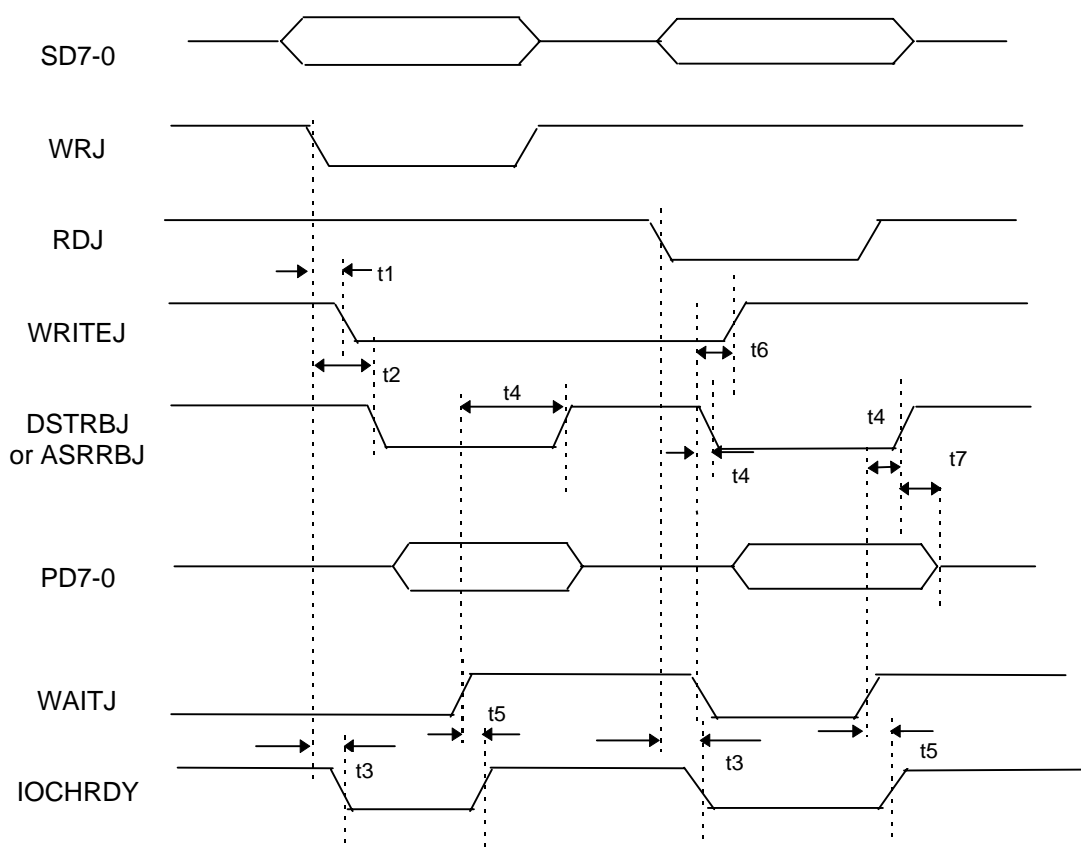 SD7-0
WRJ
RDJ
t1
WRITEJ
t6
t2
t4
t4
DSTRBJ
or ASRRBJ
t7
t4
PD7-0
WAITJ
t5
t5
t3
t3
IOCHRDY